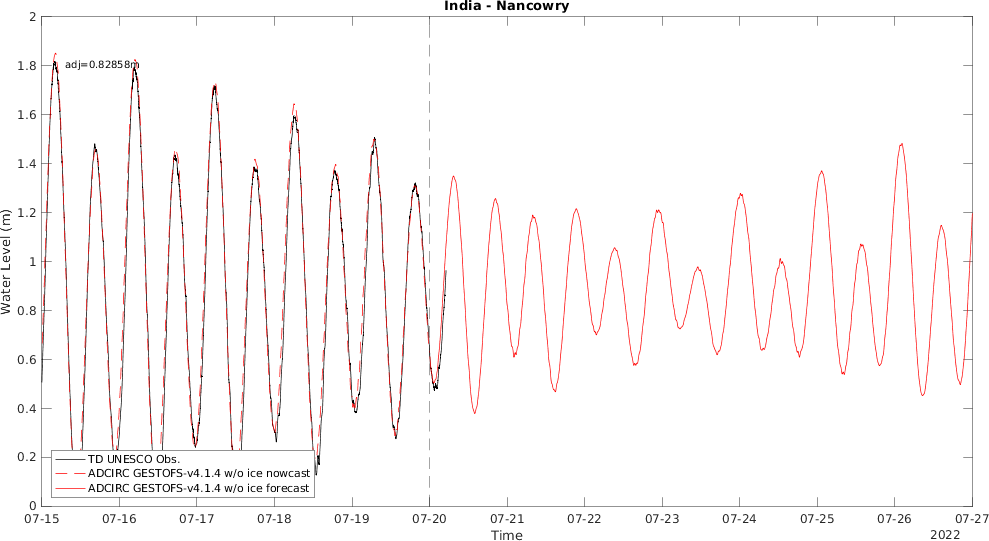 India - Nancowry
adj=0.82858m
Water Level (m)
2
1.8
1.6
1.4
1.2
1
0.8
0.6
0.4
0.2
0
TD UNESCO Obs.
ADCIRC GESTOFS-v4.1.4 w/o ice nowcast
ADCIRC GESTOFS-v4.1.4 w/o ice forecast
07-15 07-16 07-17 07-18 07-19 07-20 07-21 07-22 07-23 07-24 07-25 07-26 07-27
Time
2022